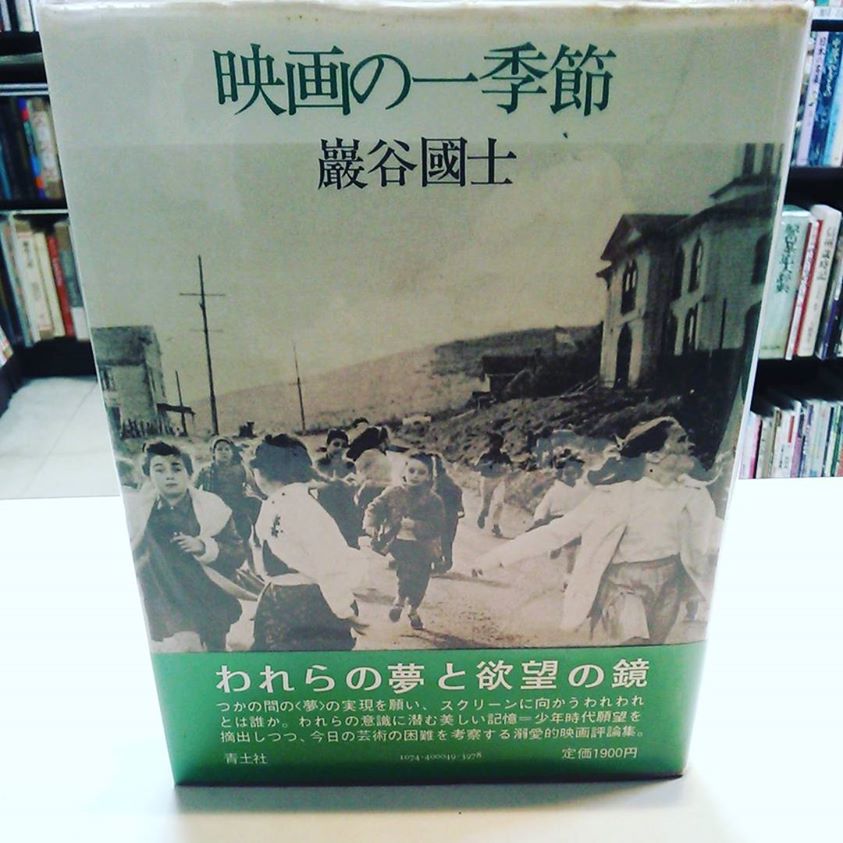 映画の一季節
巖谷國士
われらの夢と欲望の鏡
つかの間の〈夢〉の実現を願い、スクリーンに向かうわれわれ
とは誰か。われらの意識に潜む美しい記憶=少年時代願望を
摘出しつつ、今日の芸術の困難を考察する溺愛的映画評論集。
青土社 1074-400049-3978 定価1900円